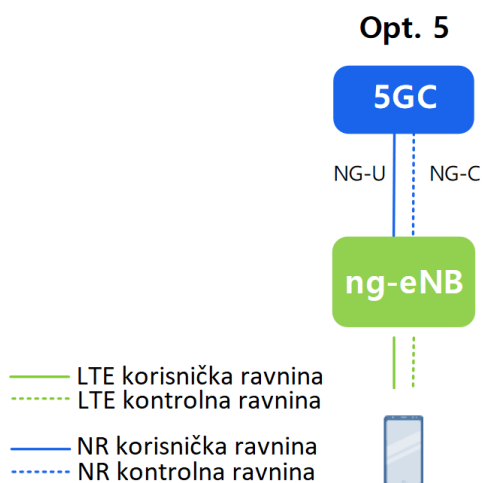 Opt. 5
5GC
NG-U NG-C
ng-eNB
LTE korisnička ravnina
LTE kontrolna ravnina
NR korisnička ravnina
NR kontrolna ravnina